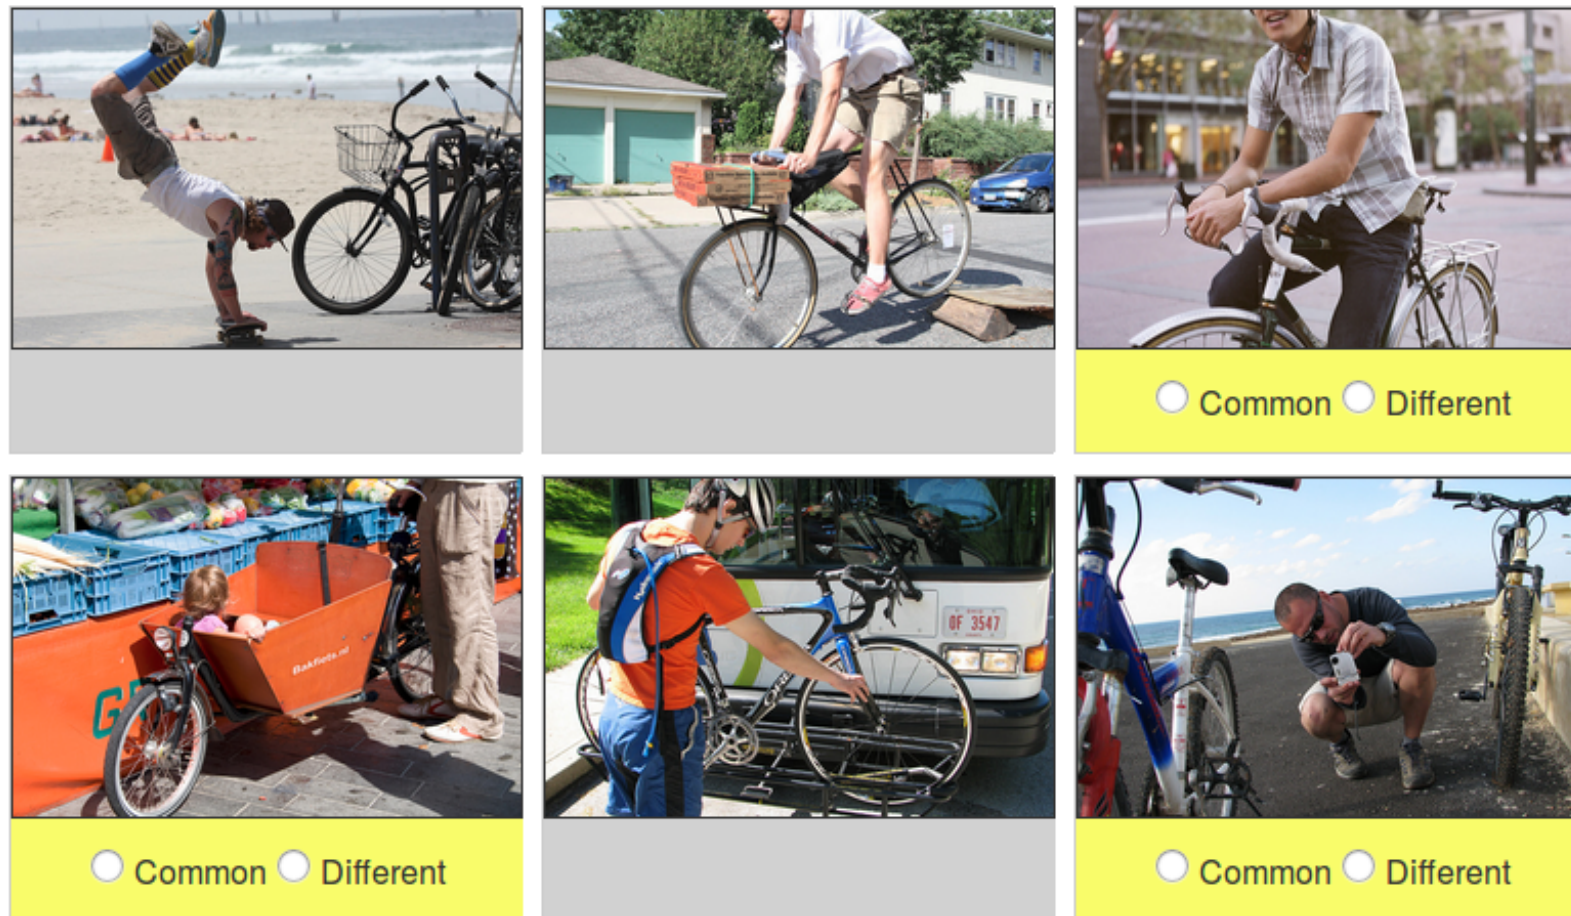 Common Different
Bakfiets.nl
G
OF 3547
Common Different
Common Different